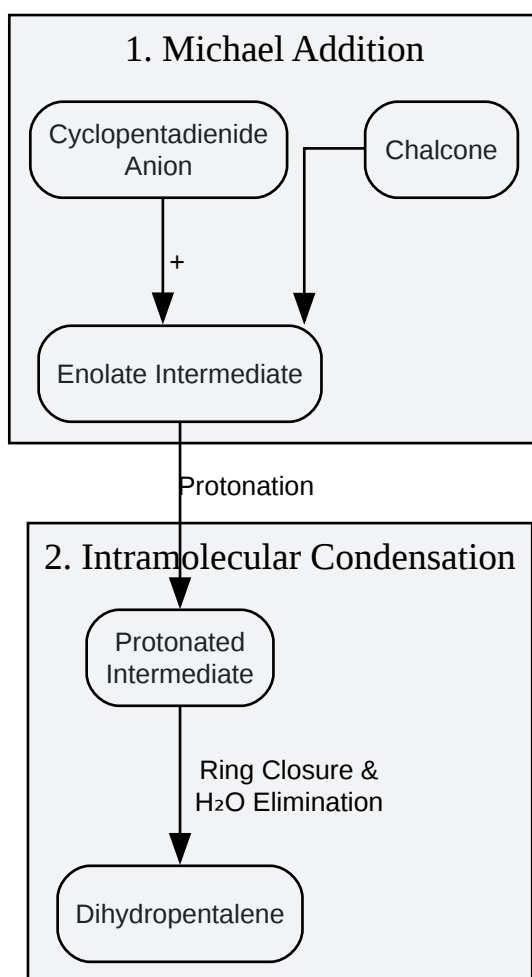 1. Michael Addition
Cyclopentadienide
Anion
Chalcone
+
Enolate Intermediate
Protonation
2. Intramolecular Condensation
Protonated
Intermediate
Ring Closure &
H₂O Elimination
Dihydropentalene